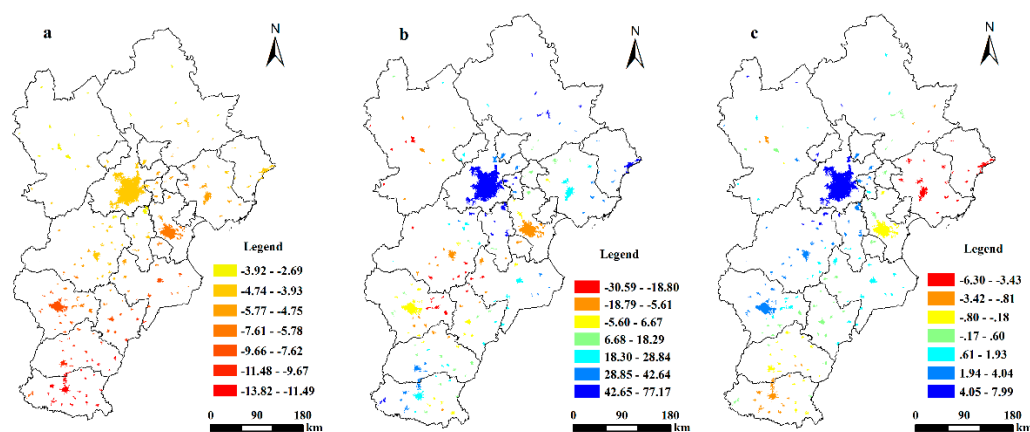 a
N
Legend
-3.92 - -2.69
-4.74 - -3.93
-5.77 - -4.75
-7.61 - -5.78
-9.66 - -7.62
-11.48 - -9.67
-13.82 - -11.49
0 90 180
km
b
N
Legend
-30.59 - -18.80
-18.79 - -5.61
-5.60 - 6.67
6.68 - 18.29
18.30 - 28.84
28.85 - 42.64
42.65 - 77.17
0 90 180
km
c
N
Legend
-6.30 - -3.43
-3.42 - -.81
-.80 - -.18
-.17 - .60
.61 - 1.93
1.94 - 4.04
4.05 - 7.99
0 90 180
km